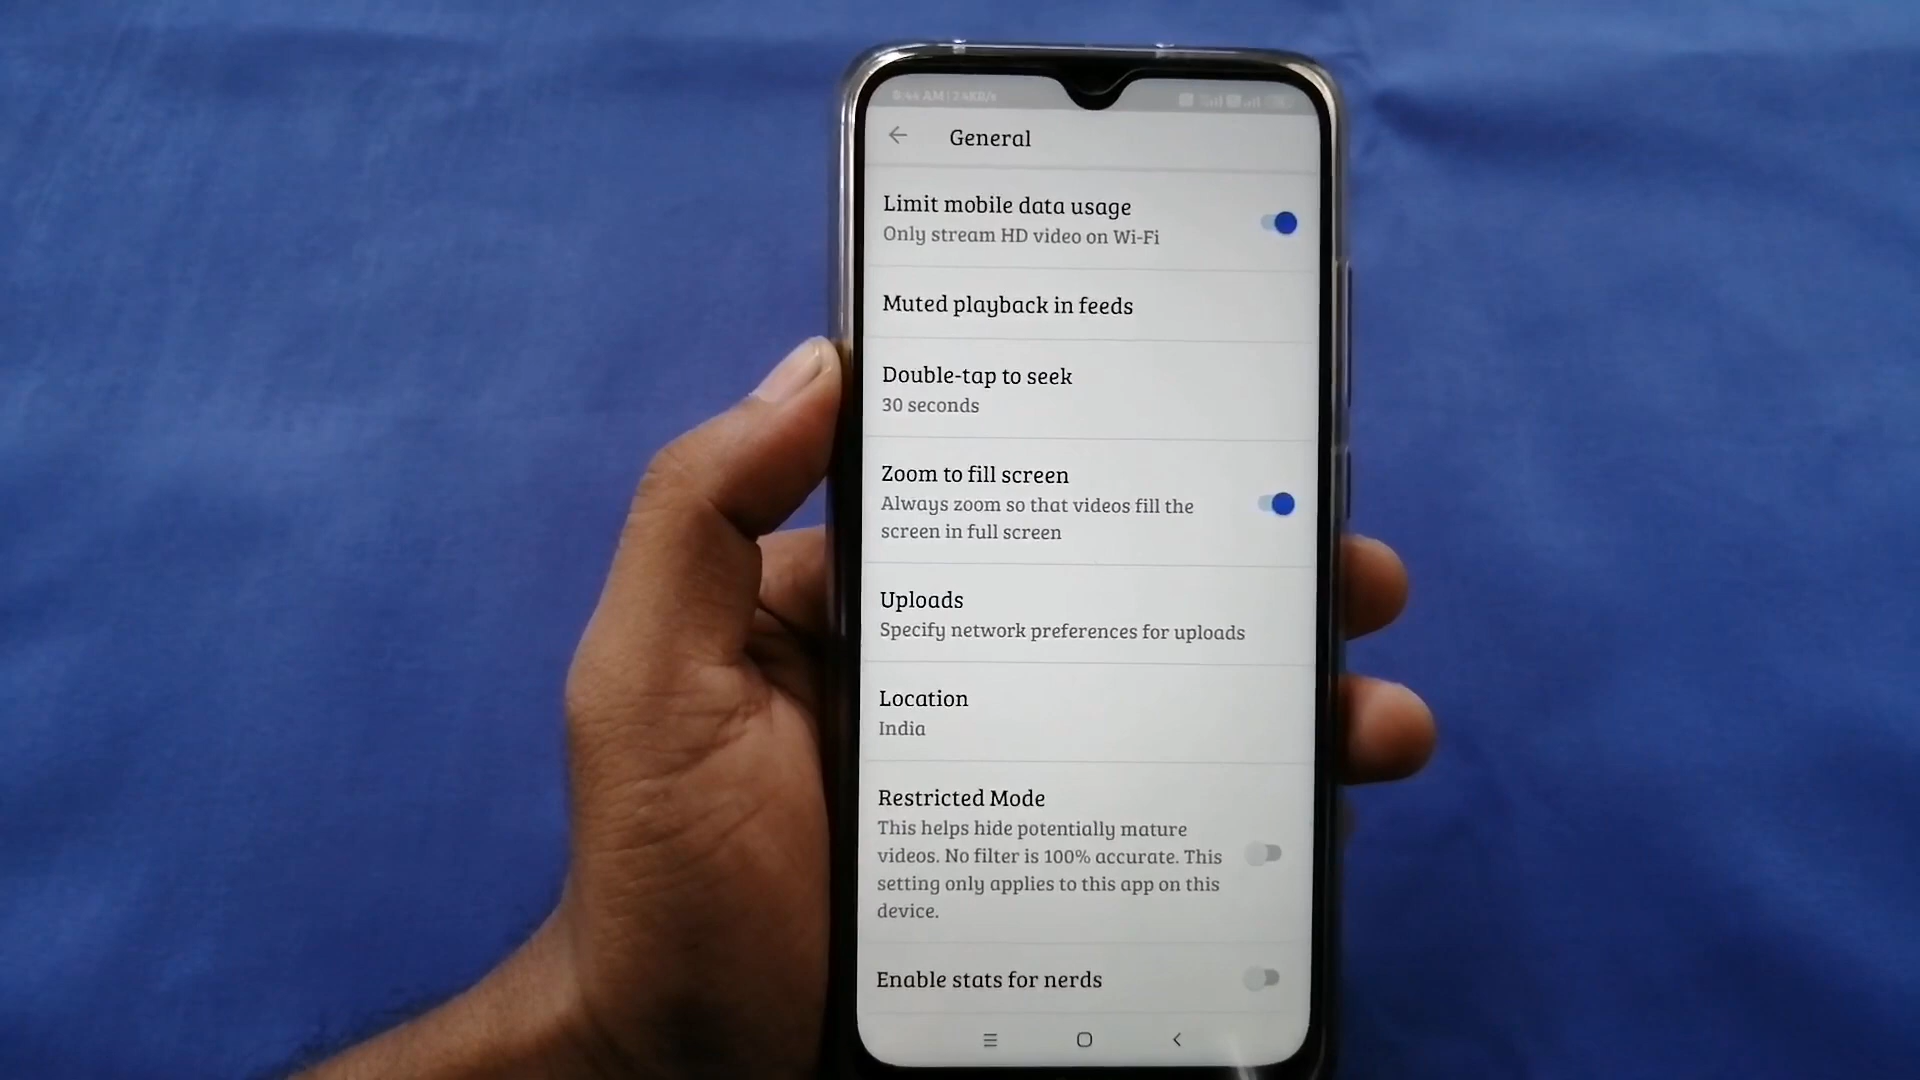 General
Limit mobile data usage
Only stream HD video on Wi-Fi
Muted playback in feeds
Double-tap to seek
30 seconds
Zoom to fill screen
Always zoom so that videos fill the
screen in full screen
Uploads
Specify network preferences for uploads
Location
India
Restricted Mode
This helps hide potentially mature
videos. No filter is 100% accurate. This
setting only applies to this app on this
device.
Enable stats for nerds